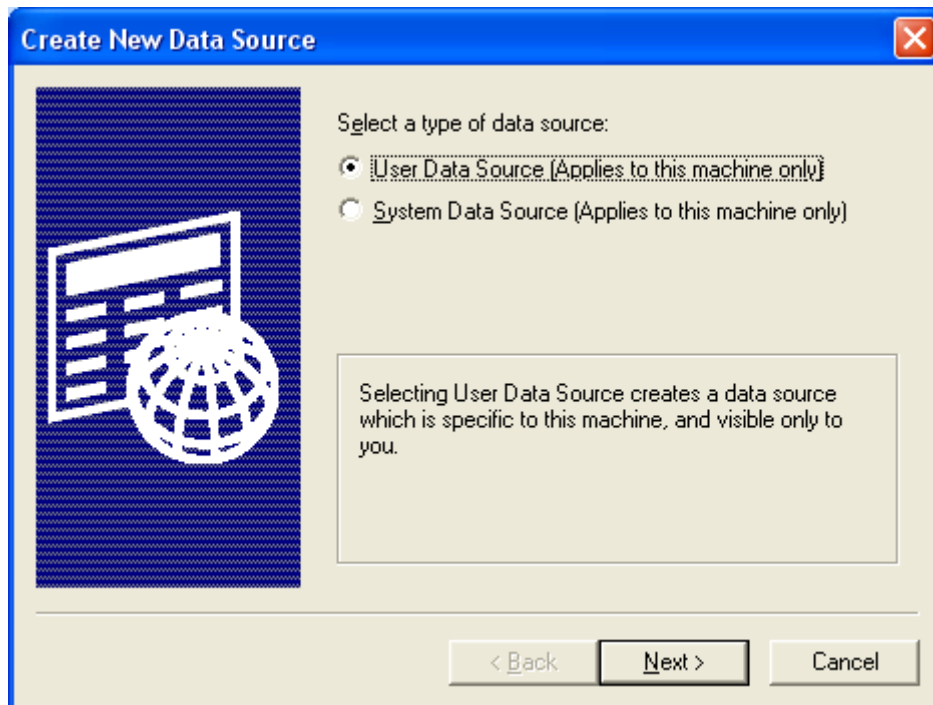 Create New Data Source
Select a type of data source:
User Data Source (Applies to this machine only)
System Data Source (Applies to this machine only)
Selecting User Data Source creates a data source
which is specific to this machine, and visible only to
you.
< Back
Next >
Cancel